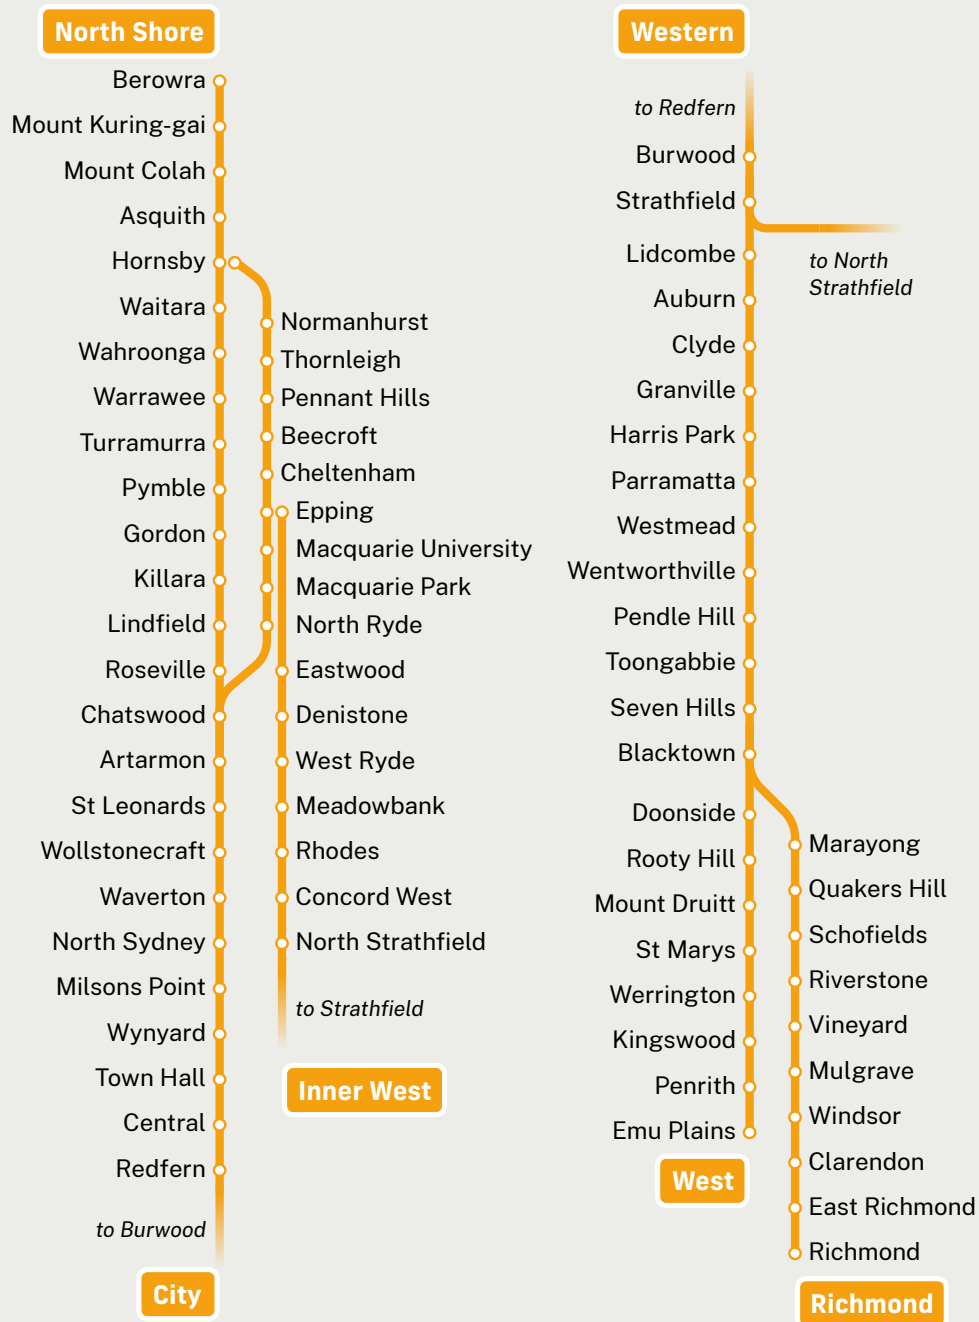 North Shore
Berowra
Mount Kuring-gai
Mount Colah
Asquith
Hornsby
Waitara
Wahroonga
Warrawee
Turramurra
Pymble
Gordon
Killara
Lindfield
Roseville
Chatswood
Artarmon
St Leonards
Wollstonecraft
Waverton
North Sydney
Milsons Point
Wynyard
Town Hall
Central
Redfern
to Burwood
City
Normanhurst
Thornleigh
Pennant Hills
Beecroft
Cheltenham
Epping
Macquarie University
Macquarie Park
North Ryde
Eastwood
Denistone
West Ryde
Meadowbank
Rhodes
Concord West
North Strathfield
to Strathfield
Inner West
Western
to Redfern
Burwood
Strathfield
to North
Strathfield
Lidcombe
Auburn
Clyde
Granville
Harris Park
Parramatta
Westmead
Wentworthville
Pendle Hill
Toongabbie
Seven Hills
Blacktown
Doonside
Rooty Hill
Mount Druitt
St Marys
Werrington
Kingswood
Penrith
Emu Plains
West
Marayong
Quakers Hill
Schofields
Riverstone
Vineyard
Mulgrave
Windsor
Clarendon
East Richmond
Richmond
Richmond